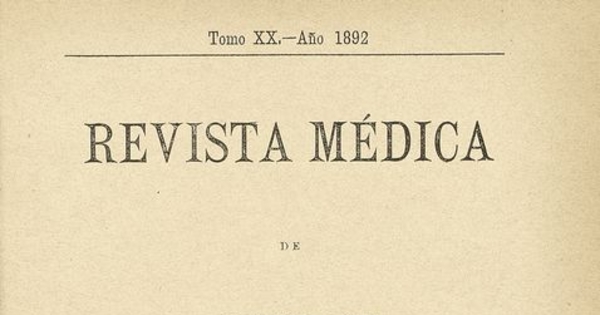 Tomo XX.—Año 1892
REVISTA MÉDICA
DE